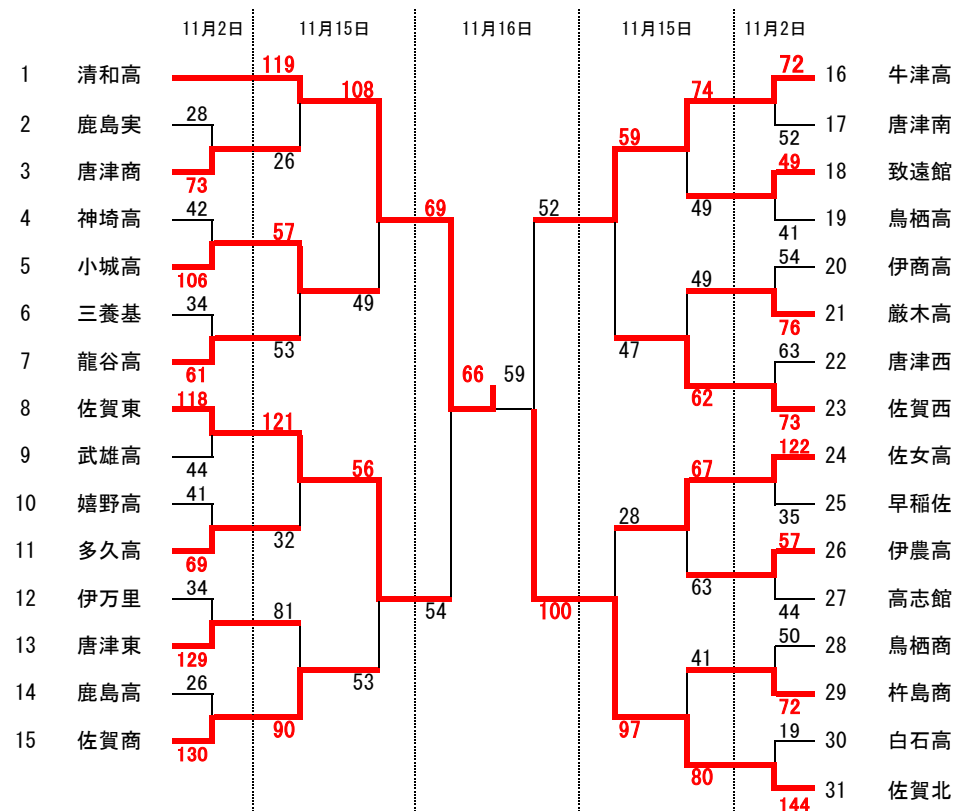 11月2日 11月15日 11月16日 11月15日 11月2日
1 清和高 119 108 74 72 16 牛津高
2 鹿島実 28 59 52 17 唐津南
3 唐津商 73 26 49 49 18 致遠館
4 神埼高 42 69 52 41 19 鳥栖高
5 小城高 106 57 54 20 伊商高
6 三養基 34 49 49 76 21 厳木高
7 龍谷高 61 53 47 63 22 唐津西
8 佐賀東 118 66 59 62 73 23 佐賀西
9 武雄高 44 121 122 24 佐女高
10 嬉野高 41 56 67 35 25 早稲佐
11 多久高 69 32 28 57 26 伊農高
12 伊万里 34 81 54 100 63 44 27 高志館
13 唐津東 129 50 28 鳥栖商
14 鹿島高 26 53 41 72 29 杵島商
15 佐賀商 130 90 97 19 30 白石高
80 144 31 佐賀北